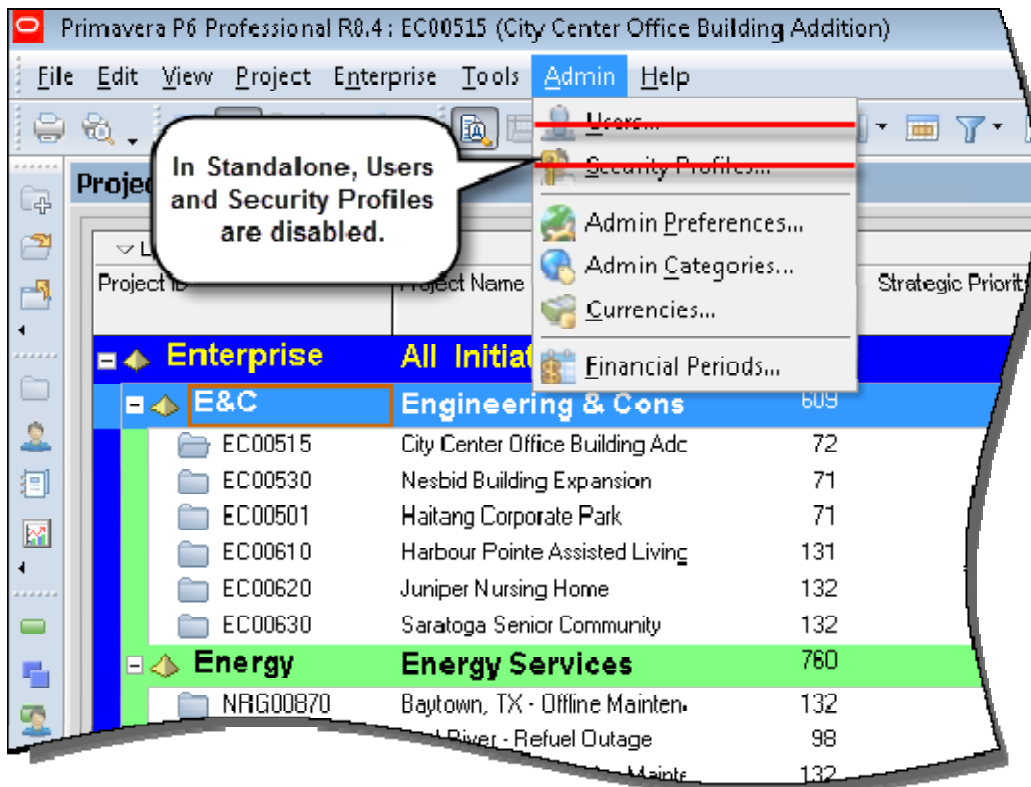 Primavera P6 Professional R8.4 : EC00515 (City Center Office Building Addition)
File Edit View Project Enterprise Tools Admin Help
Users...
Security Profiles...
Admin Preferences...
Admin Categories...
Currencies...
Financial Periods...
In Standalone, Users
and Security Profiles
are disabled.
Project Name Strategic Priority
Enterprise All
E&C Engineering & Cons 609
EC00515 City Center Office Building Adc 72
EC00530 Nesbid Building Expansion 71
EC00501 Haitang Corporate Park 71
EC00610 Harbour Pointe Assisted Living 131
EC00620 Juniper Nursing Home 132
EC00630 Saratoga Senior Community 132
Energy Energy Services 760
NRG00870 Baytown, TX - Offline Mainten 132
River - Refuel Outage 98
132